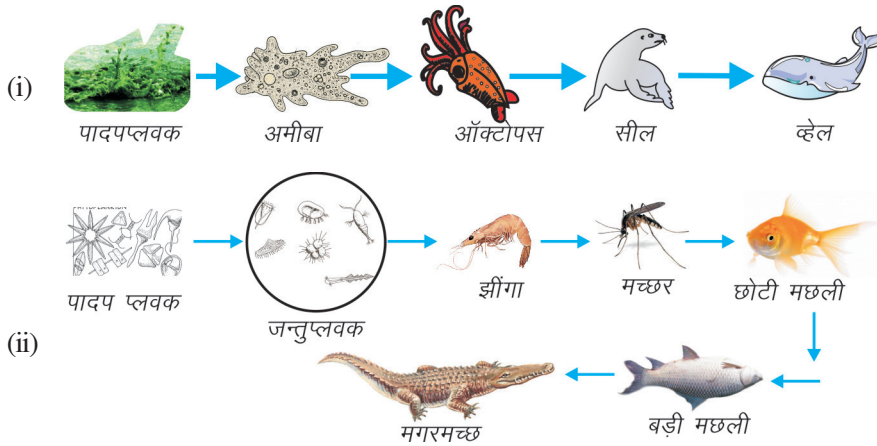 (i)
पादपप्लवक अमीबा ऑक्टोपस सील व्हेल
पादप प्लवक जन्तुप्लवक झींगा मच्छर छोटी मछली
(ii)
मगरमच्छ बड़ी मछली